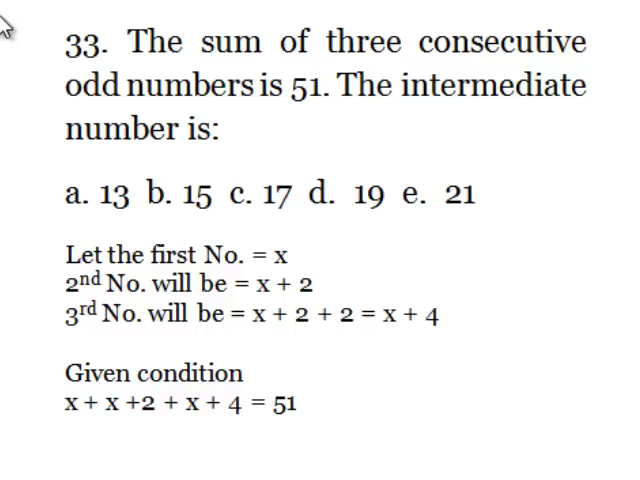 33. The sum of three consecutive
odd numbers is 51. The intermediate
number is:
a. 13 b. 15 c. 17 d. 19 e. 21
Let the first No. = x
2nd No. will be = x + 2
3rd No. will be = x + 2 + 2 = x + 4
Given condition
x + x +2 + x + 4 = 51